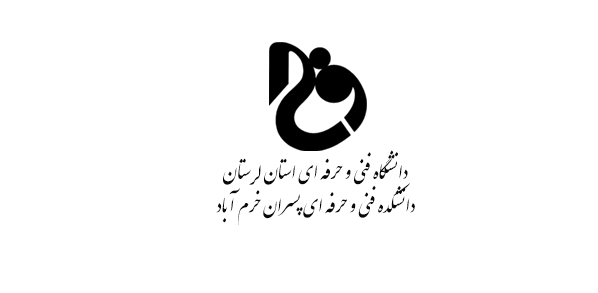 دانشگاه فنی و حرفه ای استان لرستان
دانشکده فنی و حرفه ای پسران خرم آباد